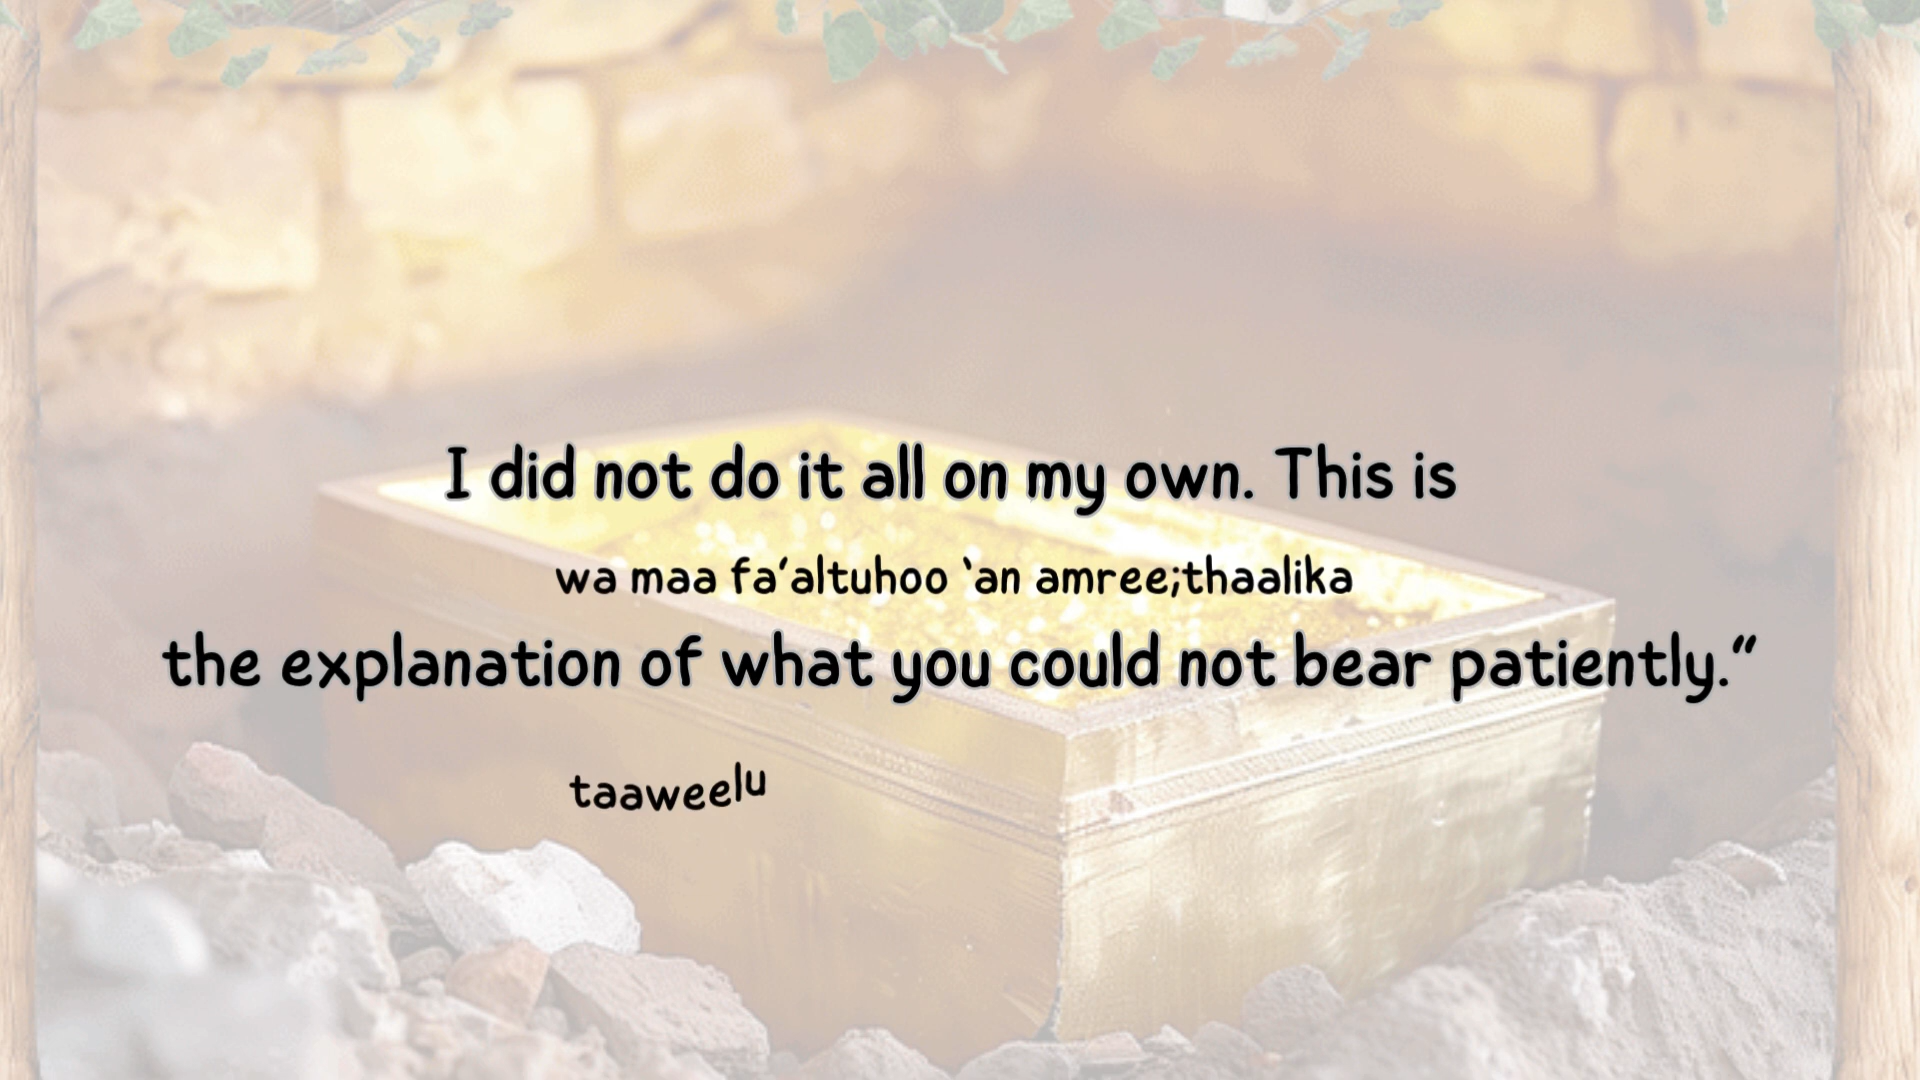 I did not do it all on my own. This is
wa maa fa’altuhoo ‘an amree;thaalika
the explanation of what you could not bear patiently.“
taaweelu